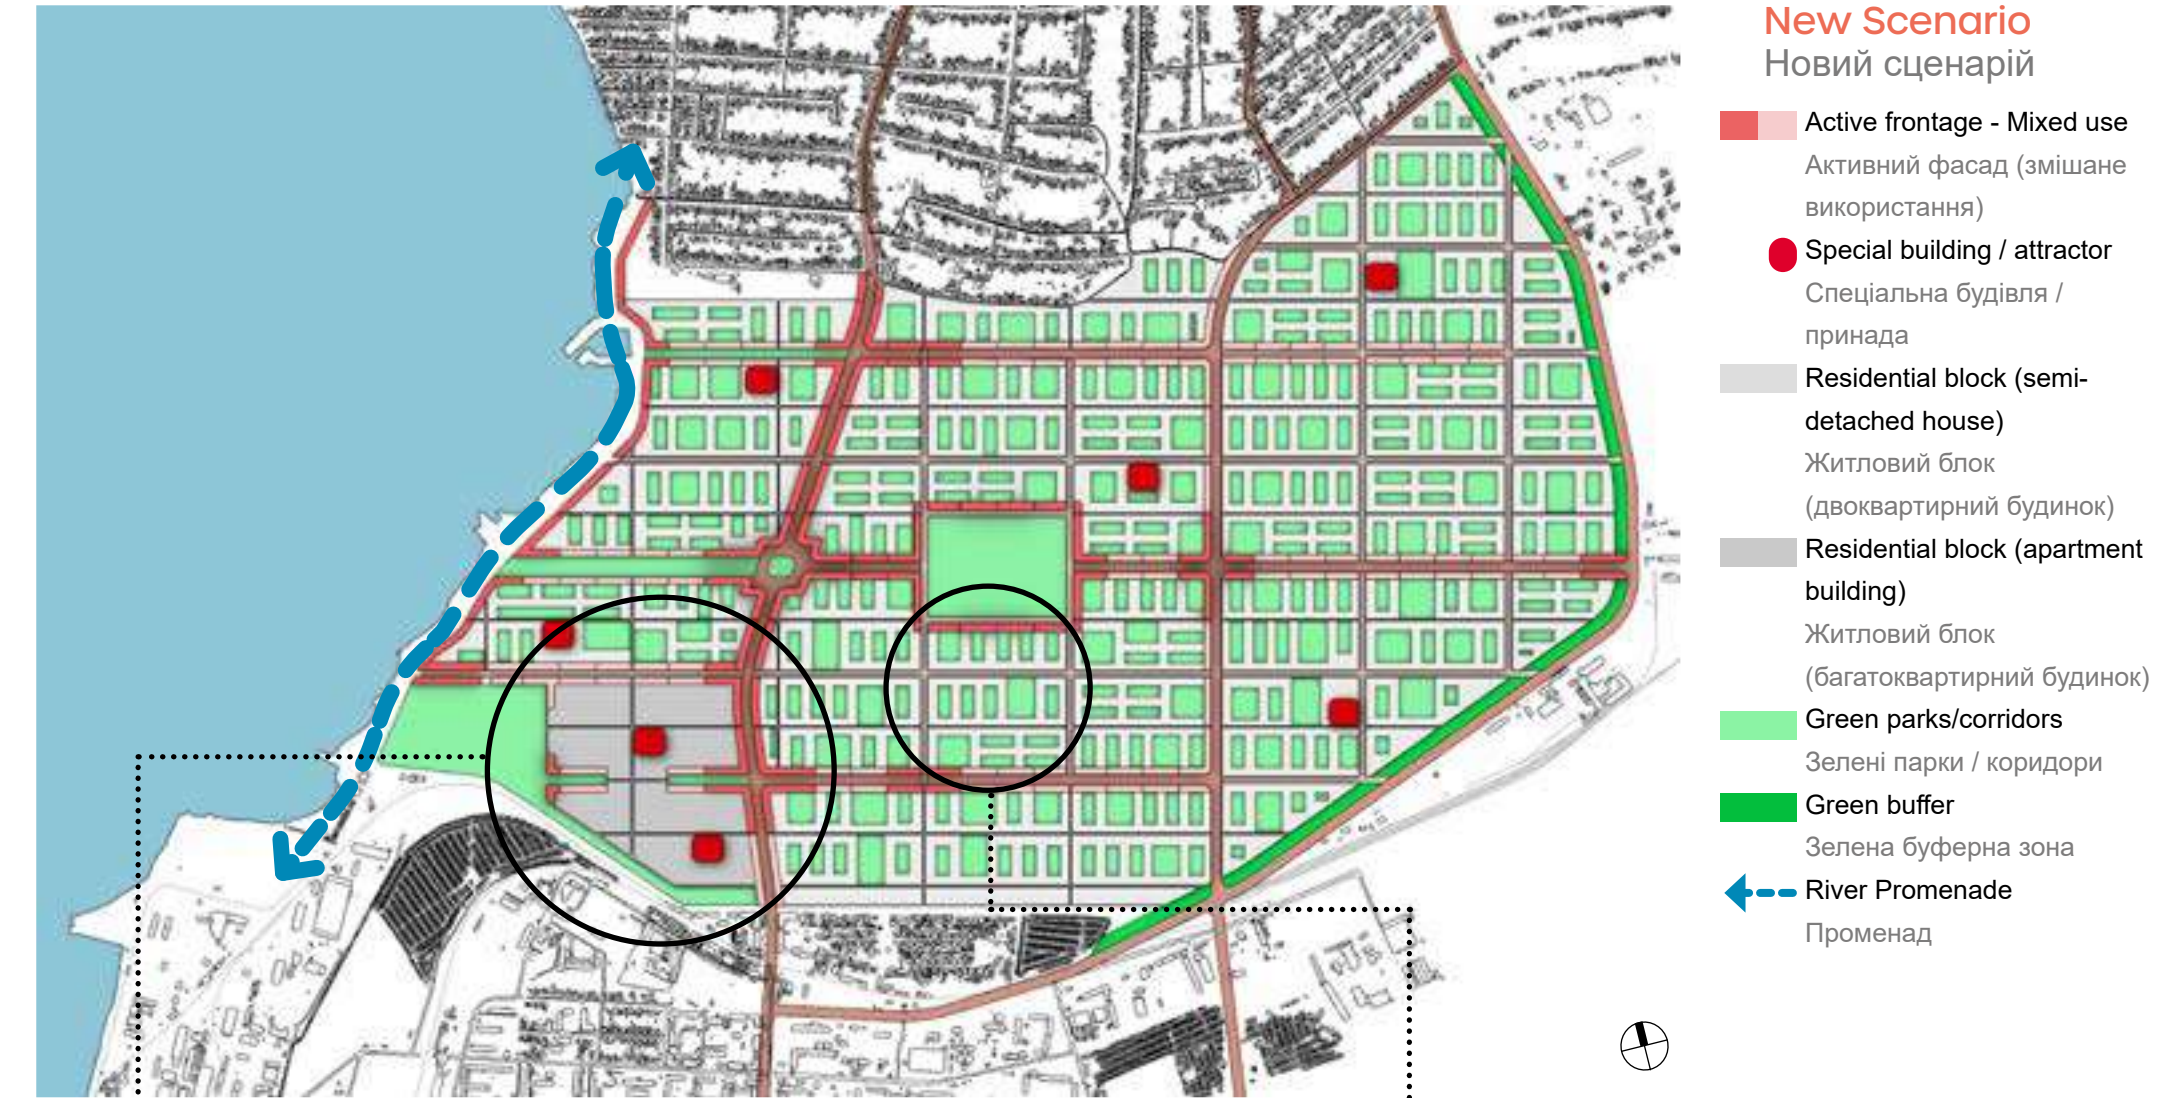 New Scenario
Новий сценарій
Active frontage - Mixed use
Активний фасад (змішане
використання)
Special building / attractor
Спеціальна будівля /
принада
Residential block (semi-
detached house)
Житловий блок
(двоквартирний будинок)
Residential block (apartment
building)
Житловий блок
(багатоквартирний будинок)
Green parks/corridors
Зелені парки / коридори
Green buffer
Зелена буферна зона
River Promenade
Променад